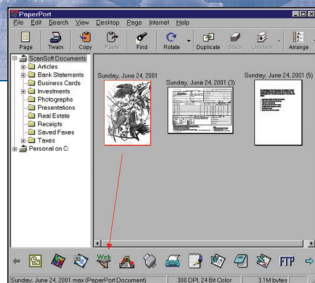 PaperPort
File Edit Search View Desktop Page Internet Help
Page Twain Copy Paste Find Rotate Duplicate Stack Unstack Arrange
ScanSoft Documents
Articles
Bank Statements
Business Cards
Investments
Photographs
Presentations
Real Estate
Receipts
Saved Faxes
Taxes
Personal on C:
Sunday, June 24, 2001
Sunday, June 24, 2001 (3)
Sunday, June 24, 2001 (5)
Web
FTP
Sunday, June 24, 2001.max (PaperPort Document) 300 DPI, 24 Bit Color 3.1M bytes